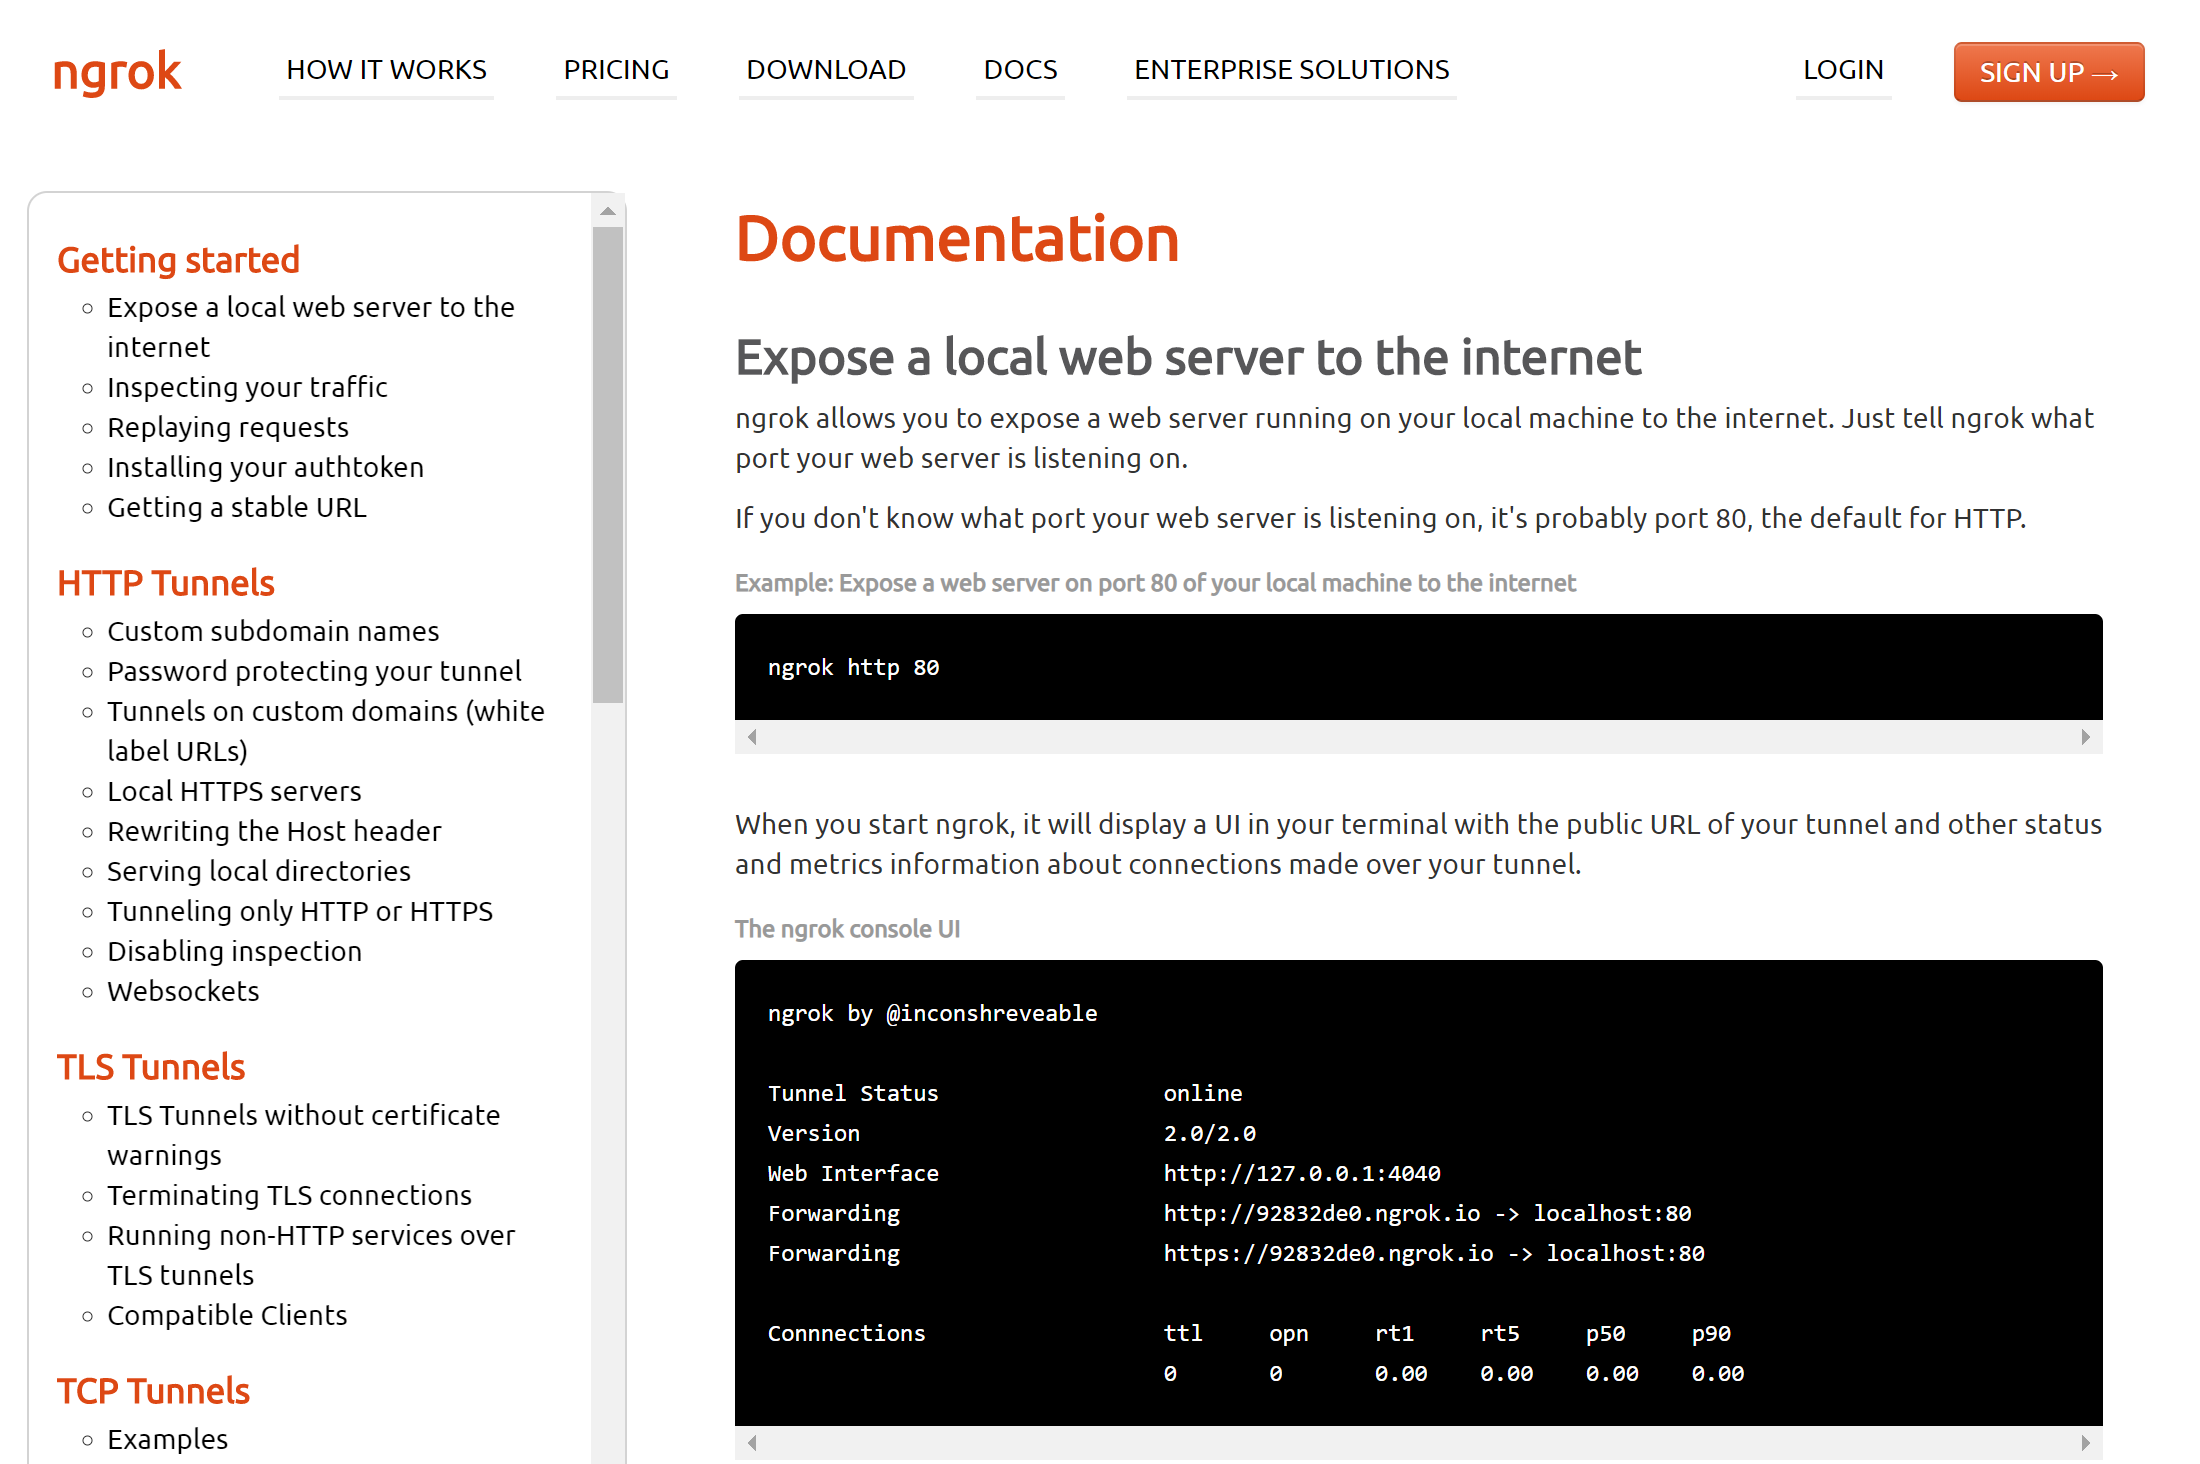 ngrok HOW IT WORKS PRICING DOWNLOAD DOCS ENTERPRISE SOLUTIONS LOGIN SIGN UP →
Getting started
Expose a local web server to the
internet
Inspecting your traffic
Replaying requests
Installing your authtoken
Getting a stable URL
HTTP Tunnels
Custom subdomain names
Password protecting your tunnel
Tunnels on custom domains (white
label URLs)
Local HTTPS servers
Rewriting the Host header
Serving local directories
Tunneling only HTTP or HTTPS
Disabling inspection
Websockets
TLS Tunnels
TLS Tunnels without certificate
warnings
Terminating TLS connections
Running non-HTTP services over
TLS tunnels
Compatible Clients
TCP Tunnels
Examples
Documentation
Expose a local web server to the internet
ngrok allows you to expose a web server running on your local machine to the internet. Just tell ngrok what
port your web server is listening on.
If you don't know what port your web server is listening on, it's probably port 80, the default for HTTP.
Example: Expose a web server on port 80 of your local machine to the internet
ngrok http 80
When you start ngrok, it will display a UI in your terminal with the public URL of your tunnel and other status
and metrics information about connections made over your tunnel.
The ngrok console UI
ngrok by @inconshreveable
Tunnel Status online
Version 2.0/2.0
Web Interface http://127.0.0.1:4040
Forwarding http://92832de0.ngrok.io -> localhost:80
Forwarding https://92832de0.ngrok.io -> localhost:80
Connnections ttl opn rt1 rt5 p50 p90
0 0 0.00 0.00 0.00 0.00